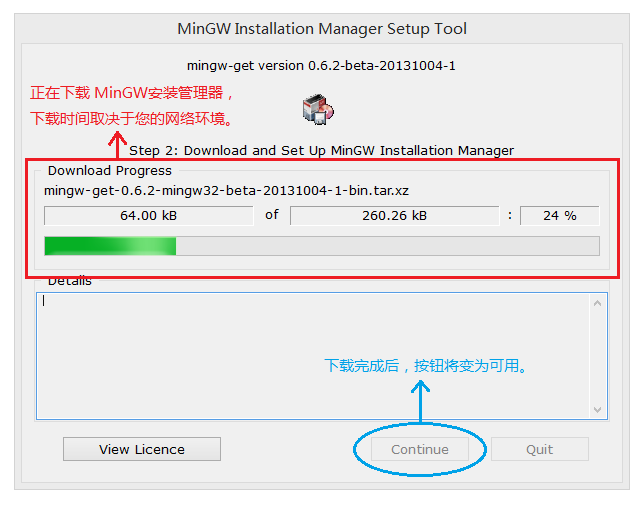 MinGW Installation Manager Setup Tool
mingw-get version 0.6.2-beta-20131004-1
正在下载 MinGW安装管理器，
下载时间取决于您的网络环境。
Step 2: Download and Set Up MinGW Installation Manager
Download Progress
mingw-get-0.6.2-mingw32-beta-20131004-1-bin.tar.xz
64.00 kB of 260.26 kB : 24 %
Details
下载完成后，按钮将变为可用。
View Licence Continue Quit